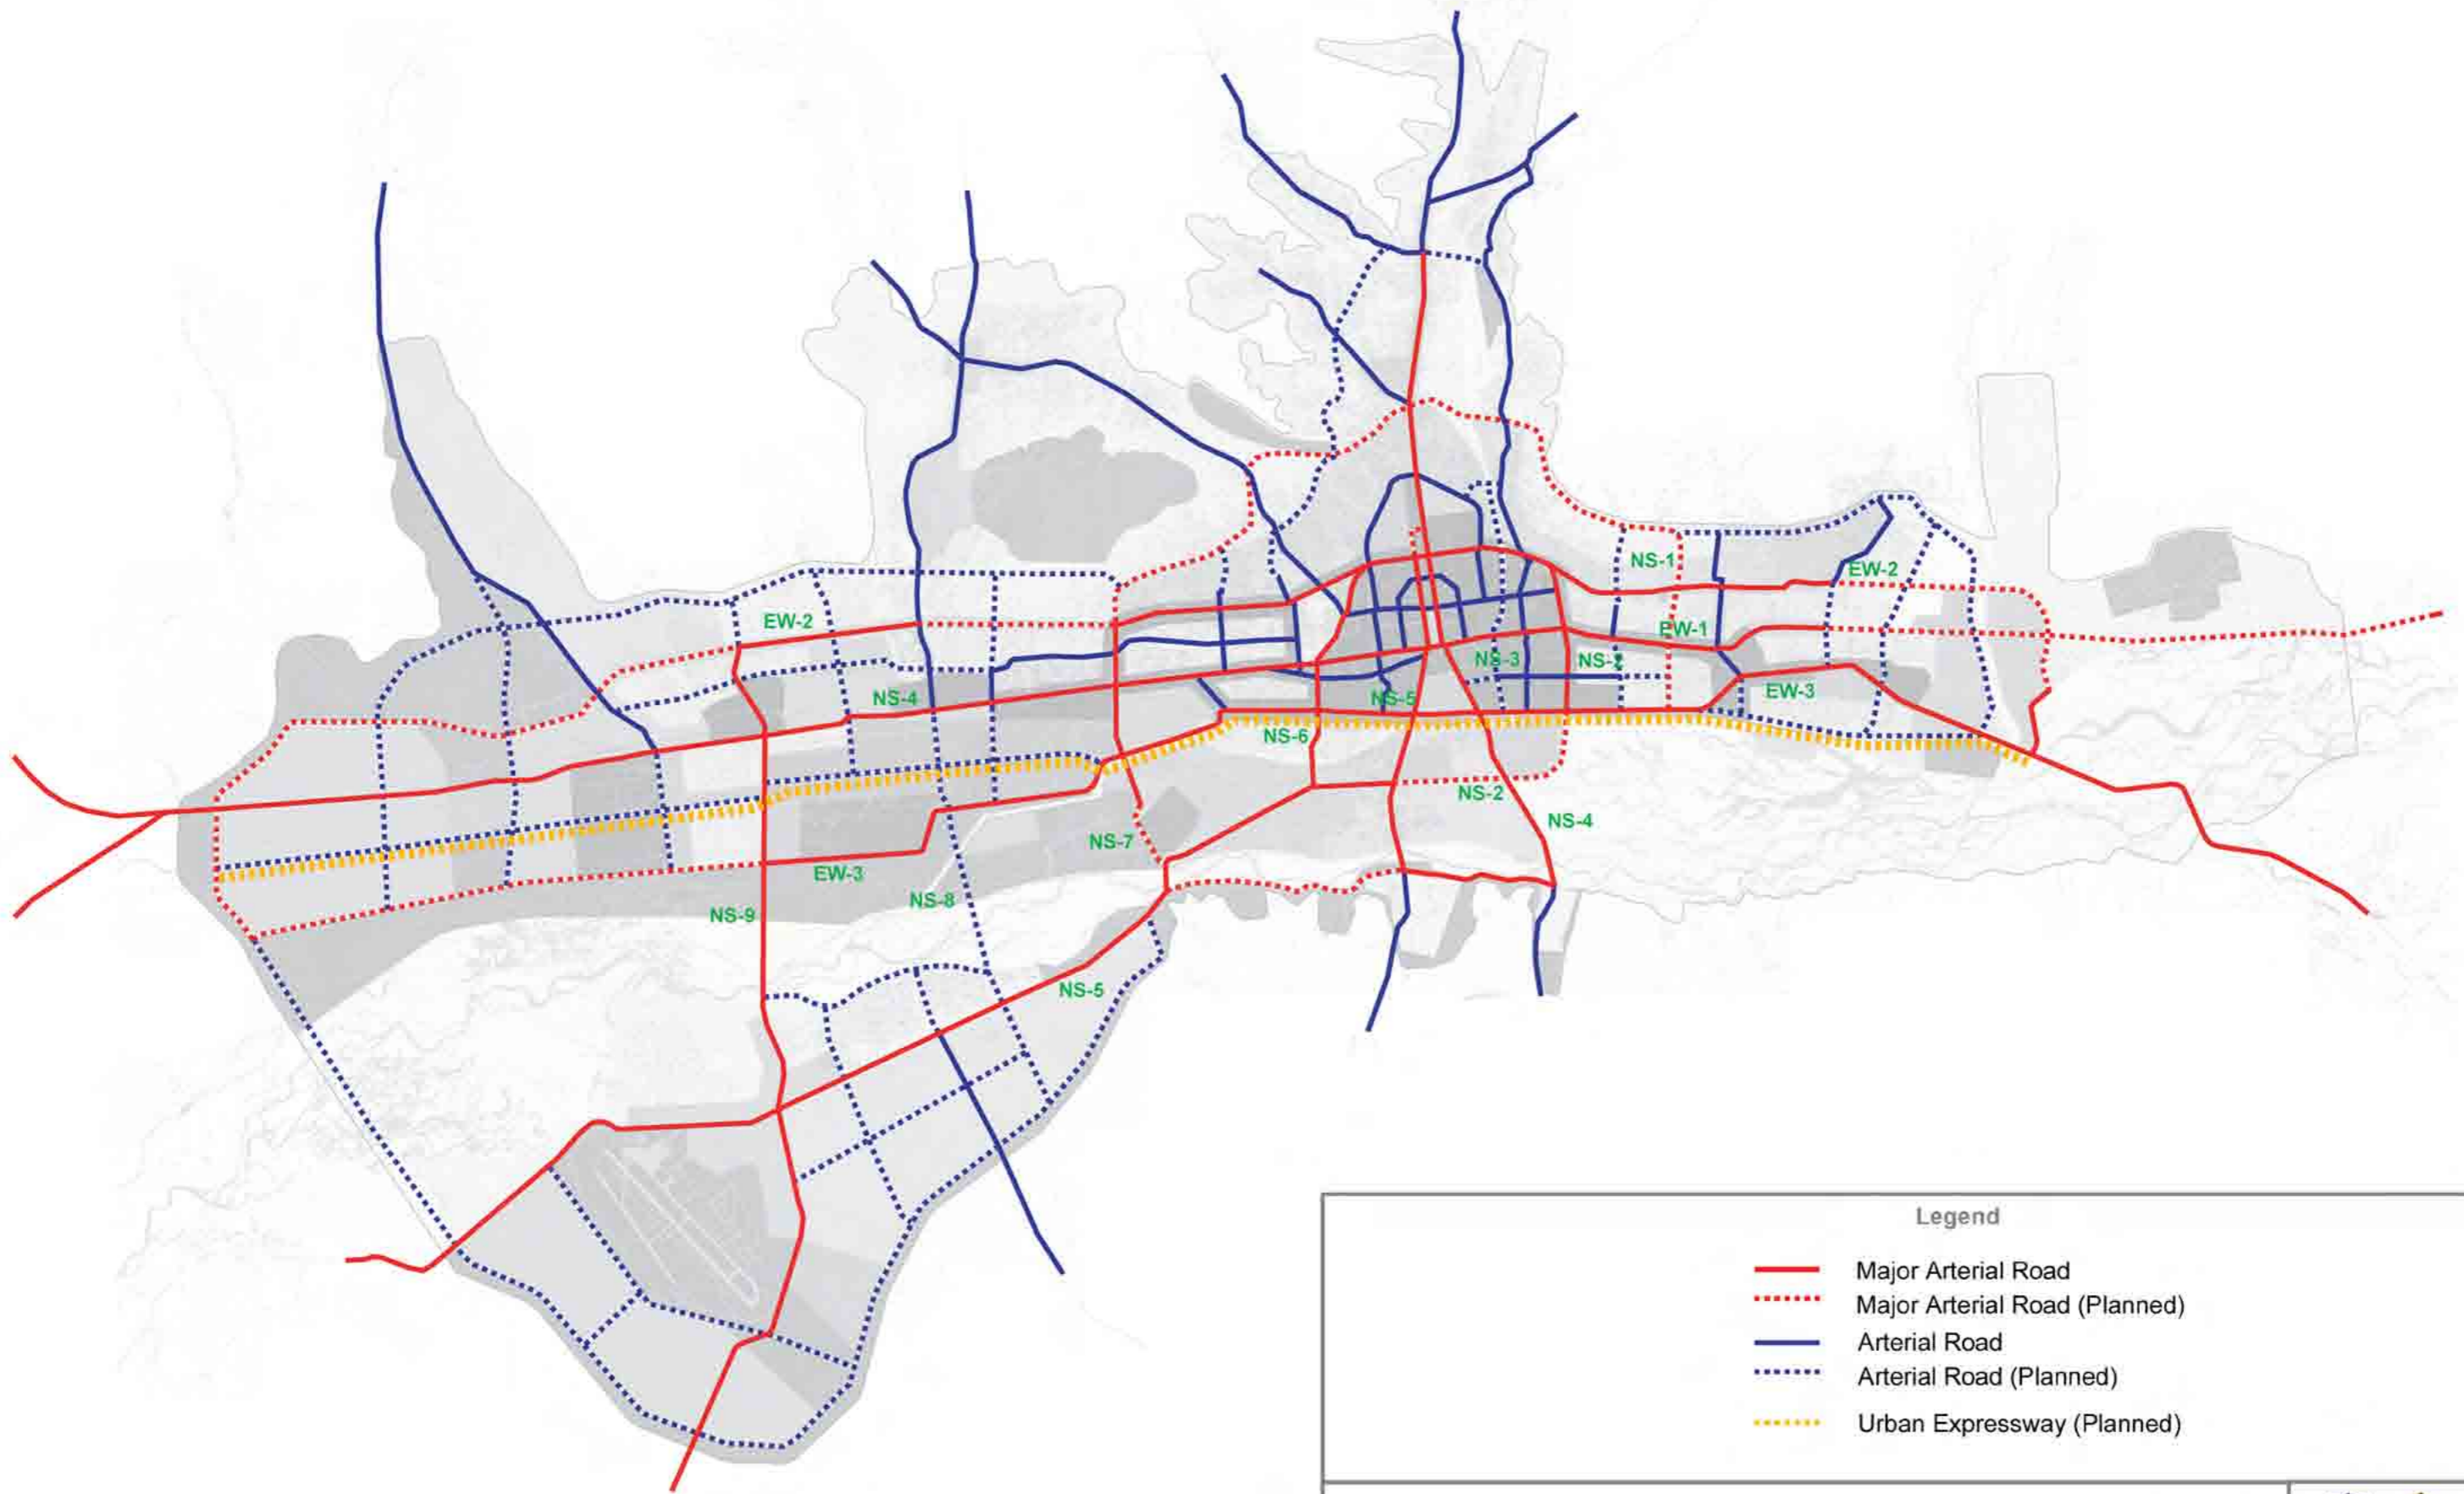 NS-1
EW-2
EW-2
EW-1
NS-3
NS-2
NS-4
NS-5
EW-3
NS-6
NS-2
NS-4
NS-7
EW-3
NS-8
NS-9
NS-5
Legend
Major Arterial Road
Major Arterial Road (Planned)
Arterial Road
Arterial Road (Planned)
Urban Expressway (Planned)